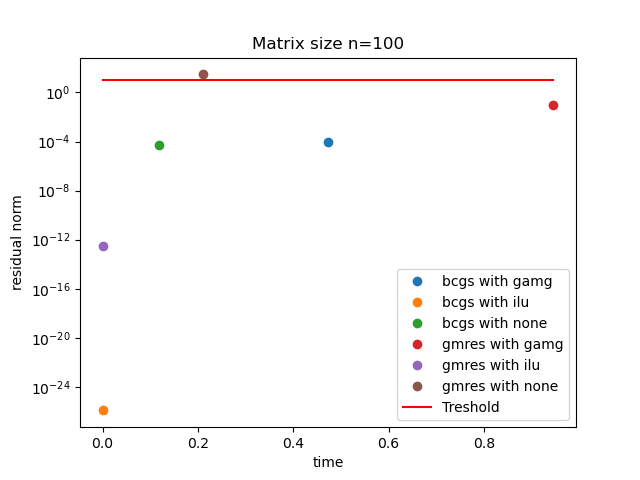 Matrix size n=100
residual norm
10⁰
10⁻⁴
10⁻⁸
10⁻¹²
10⁻¹⁶
10⁻²⁰
10⁻²⁴
bcgs with gamg
bcgs with ilu
bcgs with none
gmres with gamg
gmres with ilu
gmres with none
Treshold
0.0 0.2 0.4 0.6 0.8
time